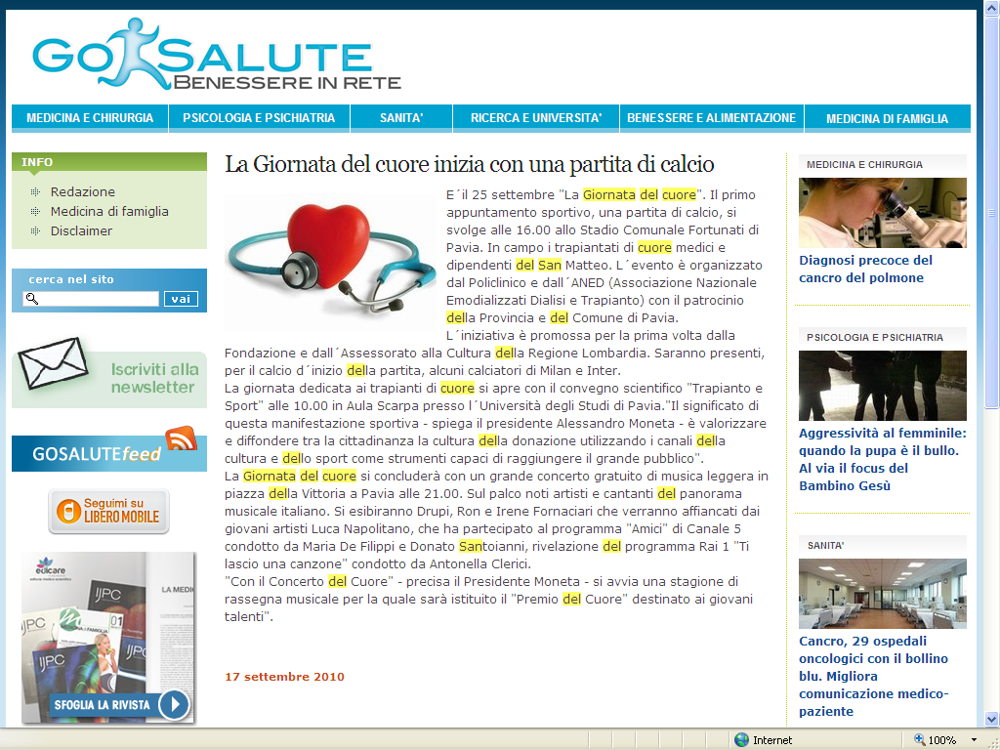 GOSALUTE
BENESSERE IN RETE
MEDICINA E CHIRURGIA
PSICOLOGIA E PSICHIATRIA
SANITA'
RICERCA E UNIVERSITA'
BENESSERE E ALIMENTAZIONE
MEDICINA DI FAMIGLIA
INFO
Redazione
Medicina di famiglia
Disclaimer
cerca nel sito
vai
Iscriviti alla
newsletter
GOSALUTEfeed
Seguimi su
LIBERO MOBILE
edicare
IJPC
LA MEDI
IJPC
01
IJPC
IJPC
SFOGLIA LA RIVISTA
La Giornata del cuore inizia con una partita di calcio
E´il 25 settembre "La Giornata del cuore". Il primo
appuntamento sportivo, una partita di calcio, si
svolge alle 16.00 allo Stadio Comunale Fortunati di
Pavia. In campo i trapiantati di cuore medici e
dipendenti del San Matteo. L´evento è organizzato
dal Policlinico e dall´ANED (Associazione Nazionale
Emodializzati Dialisi e Trapianto) con il patrocinio
della Provincia e del Comune di Pavia.
L´iniziativa è promossa per la prima volta dalla
Fondazione e dall´Assessorato alla Cultura della Regione Lombardia. Saranno presenti,
per il calcio d´inizio della partita, alcuni calciatori di Milan e Inter.
La giornata dedicata ai trapianti di cuore si apre con il convegno scientifico "Trapianto e
Sport" alle 10.00 in Aula Scarpa presso l´Università degli Studi di Pavia."Il significato di
questa manifestazione sportiva - spiega il presidente Alessandro Moneta - è valorizzare
e diffondere tra la cittadinanza la cultura della donazione utilizzando i canali della
cultura e dello sport come strumenti capaci di raggiungere il grande pubblico".
La Giornata del cuore si concluderà con un grande concerto gratuito di musica leggera in
piazza della Vittoria a Pavia alle 21.00. Sul palco noti artisti e cantanti del panorama
musicale italiano. Si esibiranno Drupi, Ron e Irene Fornaciari che verranno affiancati dai
giovani artisti Luca Napolitano, che ha partecipato al programma "Amici" di Canale 5
condotto da Maria De Filippi e Donato Santoianni, rivelazione del programma Rai 1 "Ti
lascio una canzone" condotto da Antonella Clerici.
"Con il Concerto del Cuore" - precisa il Presidente Moneta - si avvia una stagione di
rassegna musicale per la quale sarà istituito il "Premio del Cuore" destinato ai giovani
talenti".
17 settembre 2010
MEDICINA E CHIRURGIA
Diagnosi precoce del
cancro del polmone
PSICOLOGIA E PSICHIATRIA
Aggressività al femminile:
quando la pupa è il bullo.
Al via il focus del
Bambino Gesù
SANITA'
Cancro, 29 ospedali
oncologici con il bollino
blu. Migliora
comunicazione medico-
paziente
Internet
100%